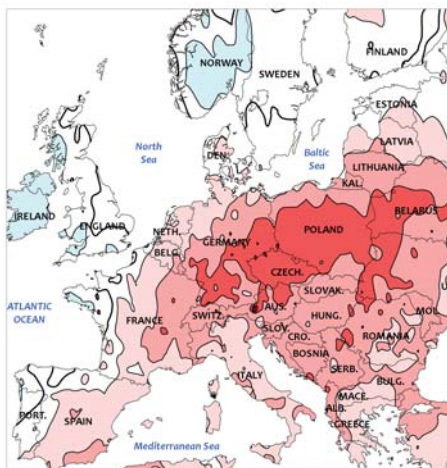 FINLAND
NORWAY
SWEDEN
ESTONIA
North
Sea
LATVIA
Baltic
Sea
DEN.
LITHUANIA
KAL.
IRELAND
BELARUS
ENGLAND
NETH.
POLAND
GERMANY
BELG.
CZECH.
SLOVAK.
ATLANTIC
OCEAN
FRANCE
SWITZ.
AUS.
HUNG.
MOL.
SLOV.
ROMANIA
CRO.
BOSNIA
SERB.
ITALY
BULG.
PORT.
SPAIN
MACE.
ALB.
GREECE
Mediterranean Sea